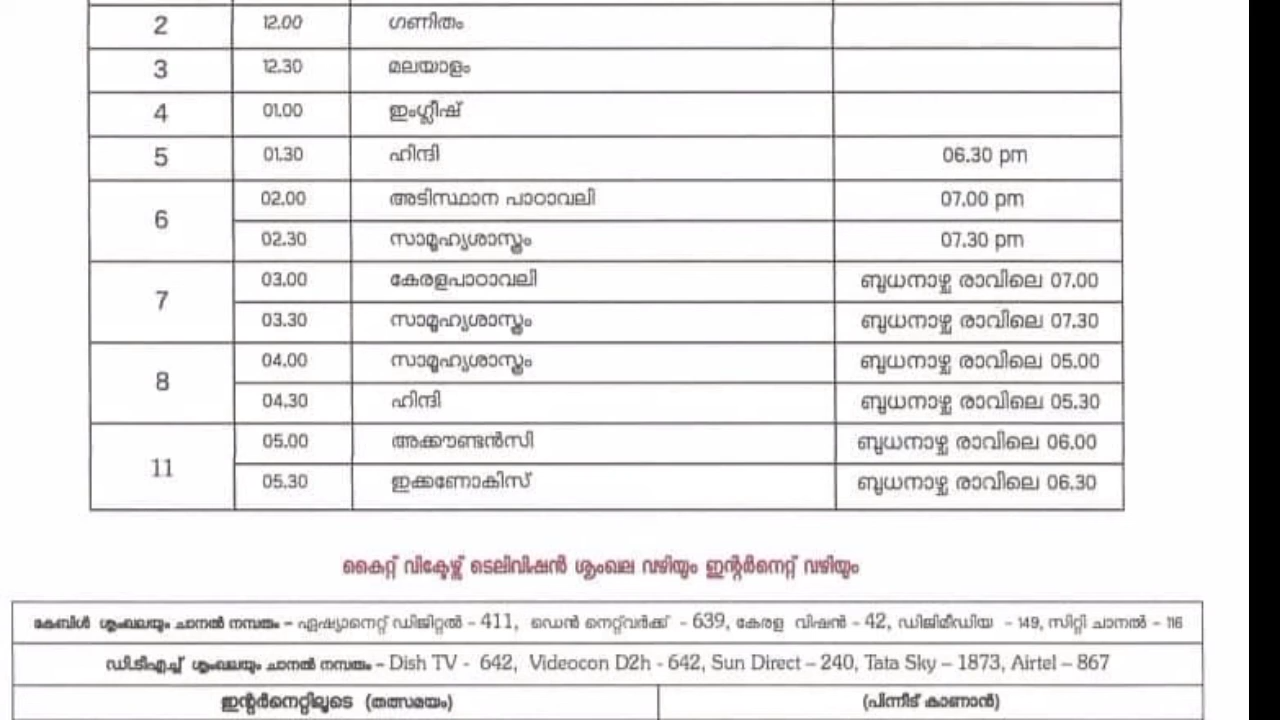 2 12.00 ഗണിതം
3 12.30 മലയാളം
4 01.00 ഇംഗ്ലീഷ്
5 01.30 ഹിന്ദി 06.30 pm
6 02.00 അടിസ്ഥാന പാഠാവലി 07.00 pm
02.30 സാമൂഹ്യശാസ്ത്രം 07.30 pm
7 03.00 കേരളപാഠാവലി ബുധനാഴ്ച രാവിലെ 07.00
03.30 സാമൂഹ്യശാസ്ത്രം ബുധനാഴ്ച രാവിലെ 07.30
8 04.00 സാമൂഹ്യശാസ്ത്രം ബുധനാഴ്ച രാവിലെ 05.00
04.30 ഹിന്ദി ബുധനാഴ്ച രാവിലെ 05.30
11 05.00 അക്കൗണ്ടൻസി ബുധനാഴ്ച രാവിലെ 06.00
05.30 ഇക്കണോകിസ് ബുധനാഴ്ച രാവിലെ 06.30
കൈറ്റ് വിക്ടേഴ്സ് ടെലിവിഷൻ ശൃംഖല വഴിയും ഇന്റർനെറ്റ് വഴിയും
കേബിൾ ശൃംഖലയും ചാനൽ നമ്പരും – ഏഷ്യാനെറ്റ് ഡിജിറ്റൽ - 411, ഡെൻ നെറ്റ്‌വർക്ക് - 639, കേരള വിഷൻ - 42, ഡിജിമീഡിയ - 149, സിറ്റി ചാനൽ - 116
ഡി.ടി.എച്ച് ശൃംഖലയും ചാനൽ നമ്പരും – Dish TV - 642, Videocon D2h - 642, Sun Direct – 240, Tata Sky – 1873, Airtel – 867
ഇന്റർനെറ്റിലൂടെ (തത്സമയം) (പിന്നീട് കാണാൻ)